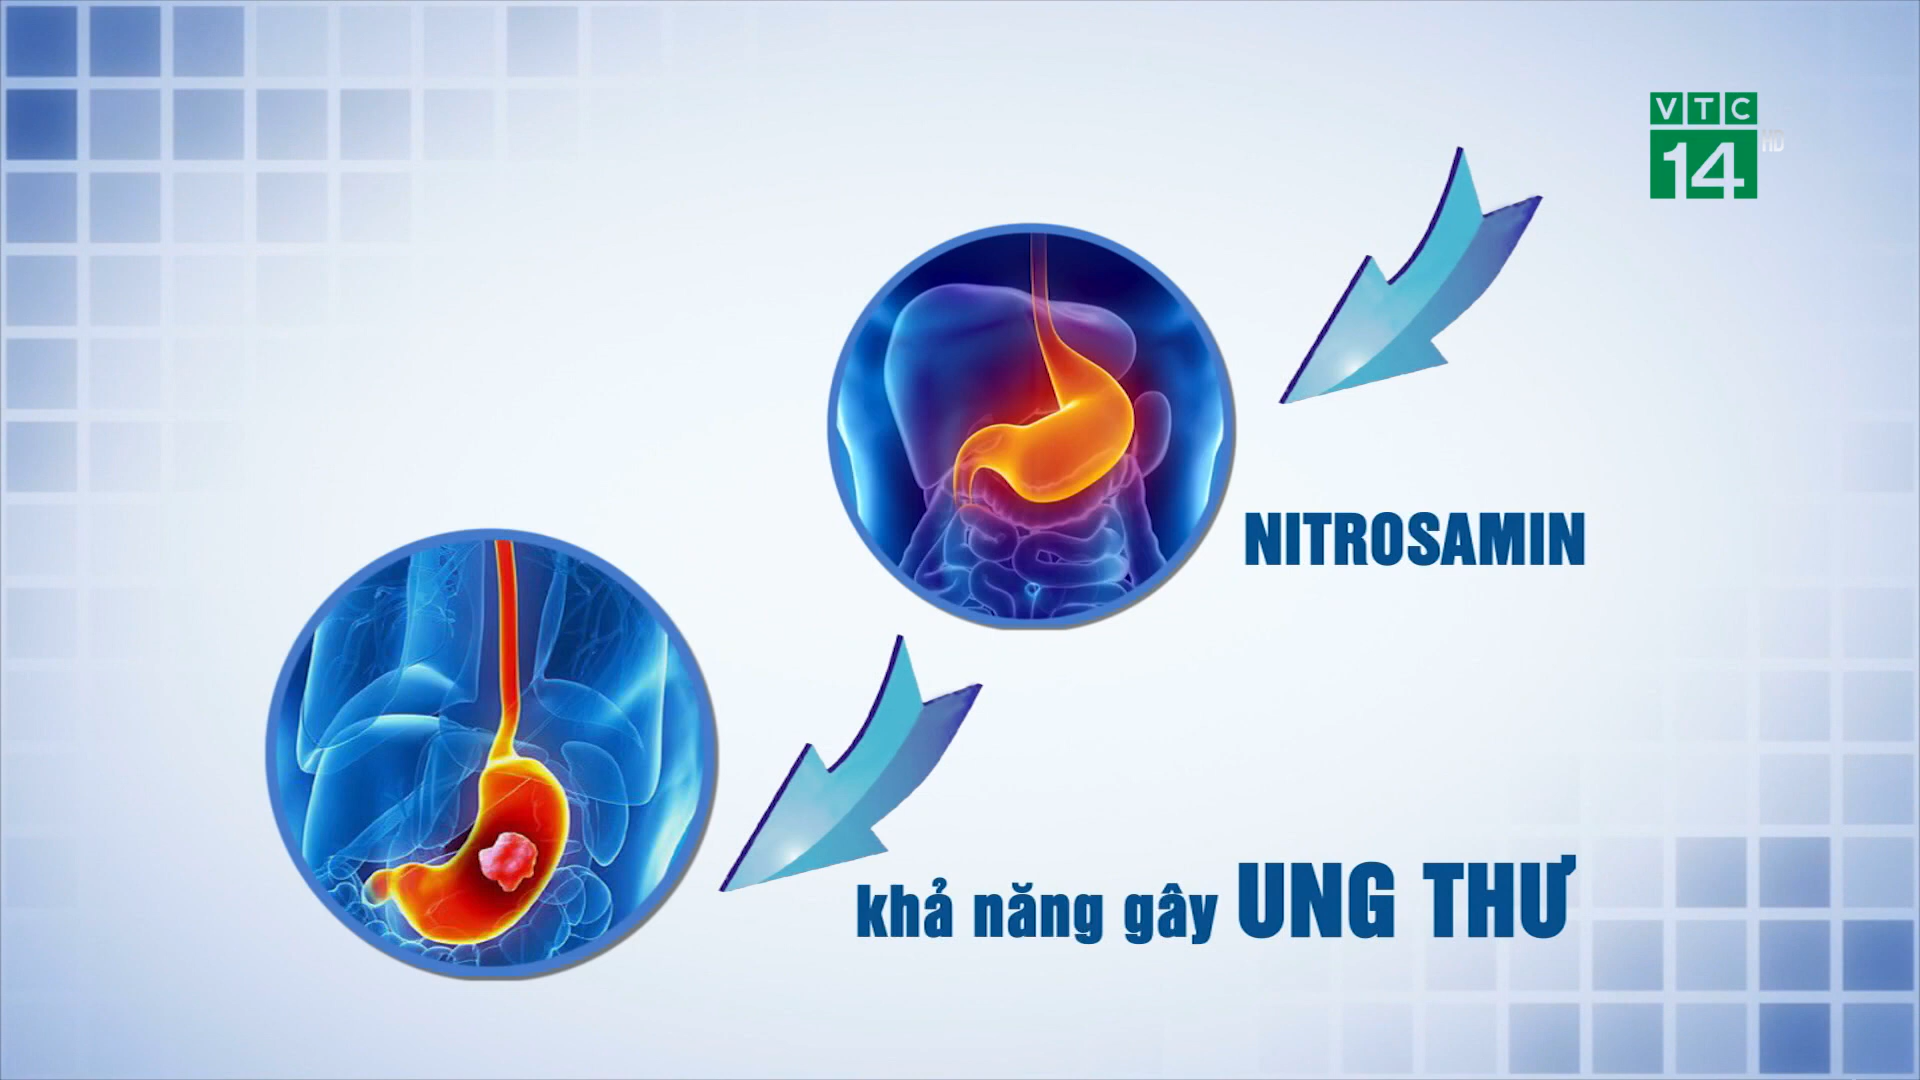 VTC
14 HD
NITROSAMIN
khả năng gây UNG THƯ